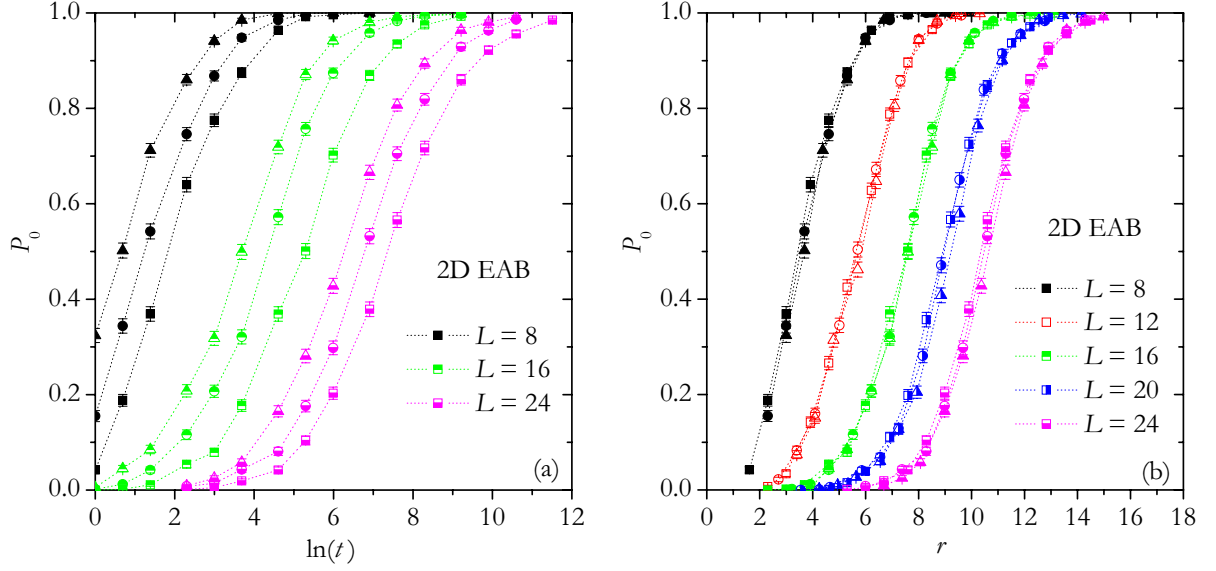 1.0
0.8
0.6
0.4
0.2
0.0
P₀
2D EAB
L = 8
L = 16
L = 24
(a)
0 2 4 6 8 10 12
ln(t)
1.0
0.8
0.6
0.4
0.2
0.0
P₀
2D EAB
L = 8
L = 12
L = 16
L = 20
L = 24
(b)
0 2 4 6 8 10 12 14 16 18
r